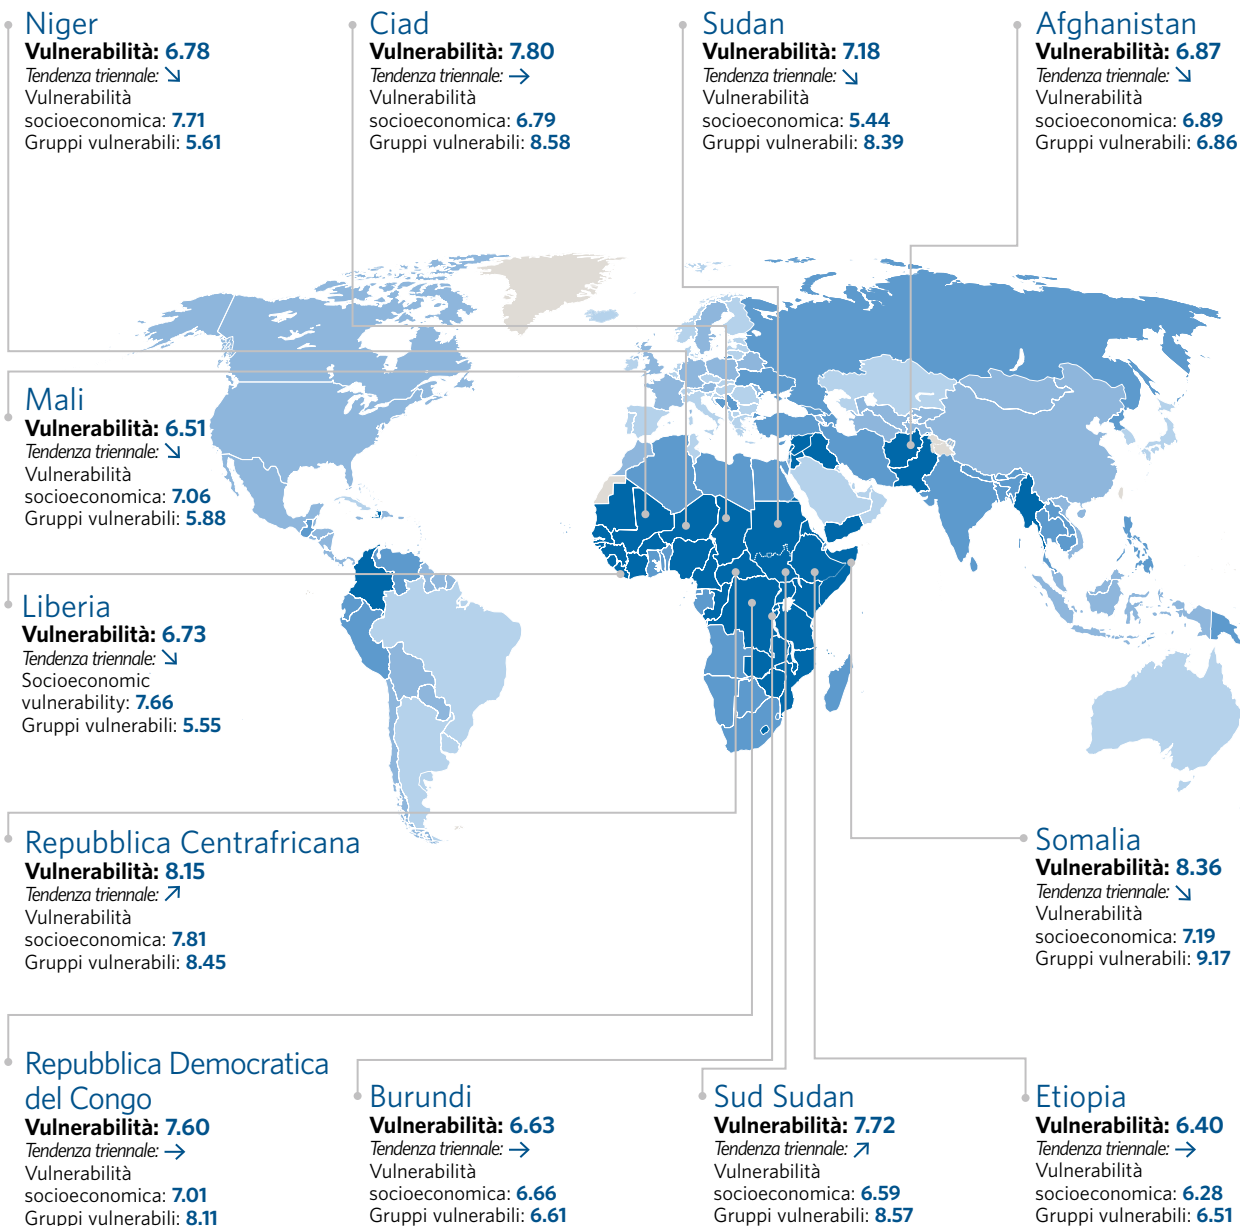 Niger
Vulnerabilità: 6.78
Tendenza triennale: ↘
Vulnerabilità
socioeconomica: 7.71
Gruppi vulnerabili: 5.61
Ciad
Vulnerabilità: 7.80
Tendenza triennale: →
Vulnerabilità
socioeconomica: 6.79
Gruppi vulnerabili: 8.58
Sudan
Vulnerabilità: 7.18
Tendenza triennale: ↘
Vulnerabilità
socioeconomica: 5.44
Gruppi vulnerabili: 8.39
Afghanistan
Vulnerabilità: 6.87
Tendenza triennale: ↘
Vulnerabilità
socioeconomica: 6.89
Gruppi vulnerabili: 6.86
Mali
Vulnerabilità: 6.51
Tendenza triennale: ↘
Vulnerabilità
socioeconomica: 7.06
Gruppi vulnerabili: 5.88
Liberia
Vulnerabilità: 6.73
Tendenza triennale: ↘
Socioeconomic
vulnerability: 7.66
Gruppi vulnerabili: 5.55
Repubblica Centrafricana
Vulnerabilità: 8.15
Tendenza triennale: ↗
Vulnerabilità
socioeconomica: 7.81
Gruppi vulnerabili: 8.45
Somalia
Vulnerabilità: 8.36
Tendenza triennale: ↘
Vulnerabilità
socioeconomica: 7.19
Gruppi vulnerabili: 9.17
Repubblica Democratica
del Congo
Vulnerabilità: 7.60
Tendenza triennale: →
Vulnerabilità
socioeconomica: 7.01
Gruppi vulnerabili: 8.11
Burundi
Vulnerabilità: 6.63
Tendenza triennale: →
Vulnerabilità
socioeconomica: 6.66
Gruppi vulnerabili: 6.61
Sud Sudan
Vulnerabilità: 7.72
Tendenza triennale: ↗
Vulnerabilità
socioeconomica: 6.59
Gruppi vulnerabili: 8.57
Etiopia
Vulnerabilità: 6.40
Tendenza triennale: →
Vulnerabilità
socioeconomica: 6.28
Gruppi vulnerabili: 6.51